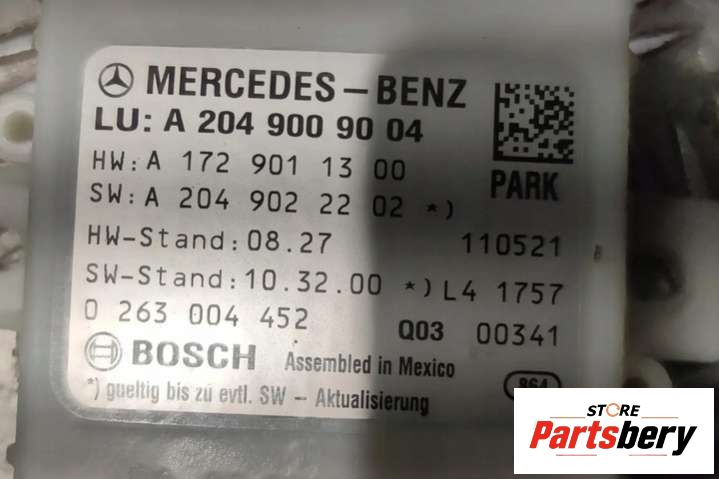 MERCEDES-BENZ
LU: A 204 900 90 04
HW: A 172 901 13 00
PARK
SW: A 204 902 22 02 *)
HW-Stand: 08.27 110521
SW-Stand: 10.32.00 *) L4 1757
0 263 004 452 Q03 00341
BOSCH Assembled in Mexico
864
*) gueltig bis zu evtl. SW - Aktualisierung
STORE
Partsbery